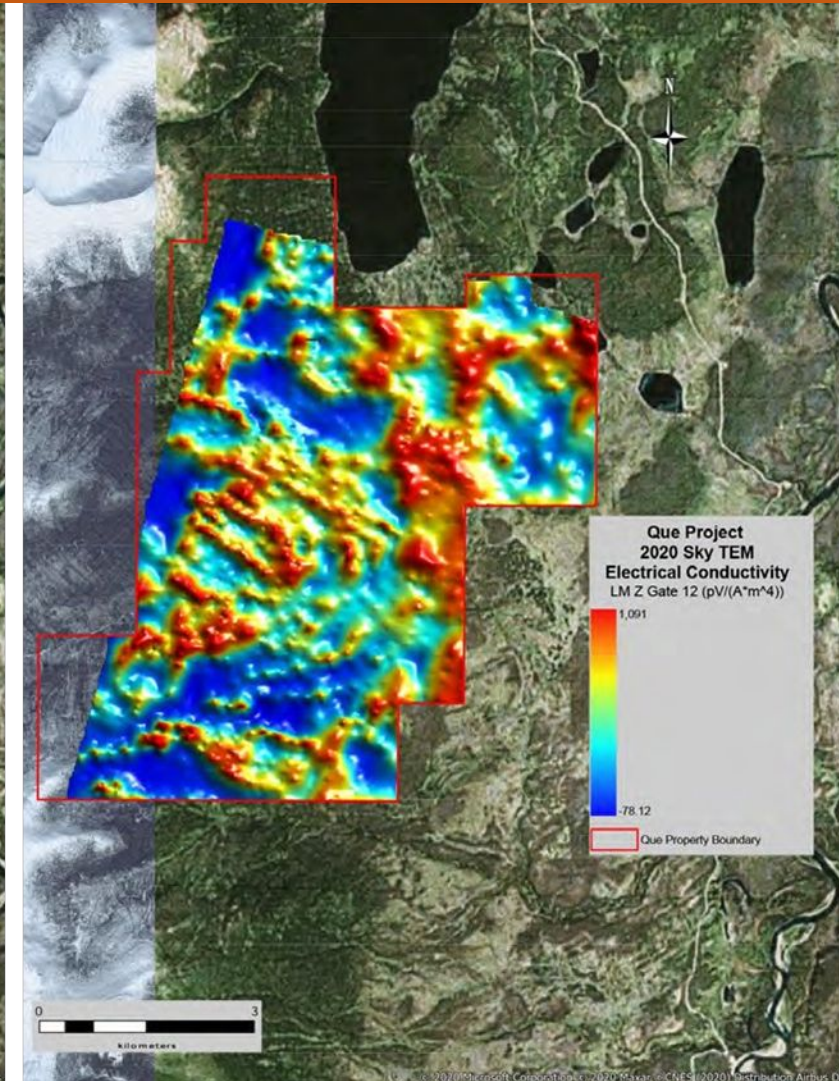 N
Que Project
2020 Sky TEM
Electrical Conductivity
LM Z Gate 12 (pV/(A*m^4))
1,091
-78.12
Que Property Boundary
0 3
kilometers
c 2020 Microsoft Corporation c 2020 Maxar c CNES (2020) Distribution Airbus